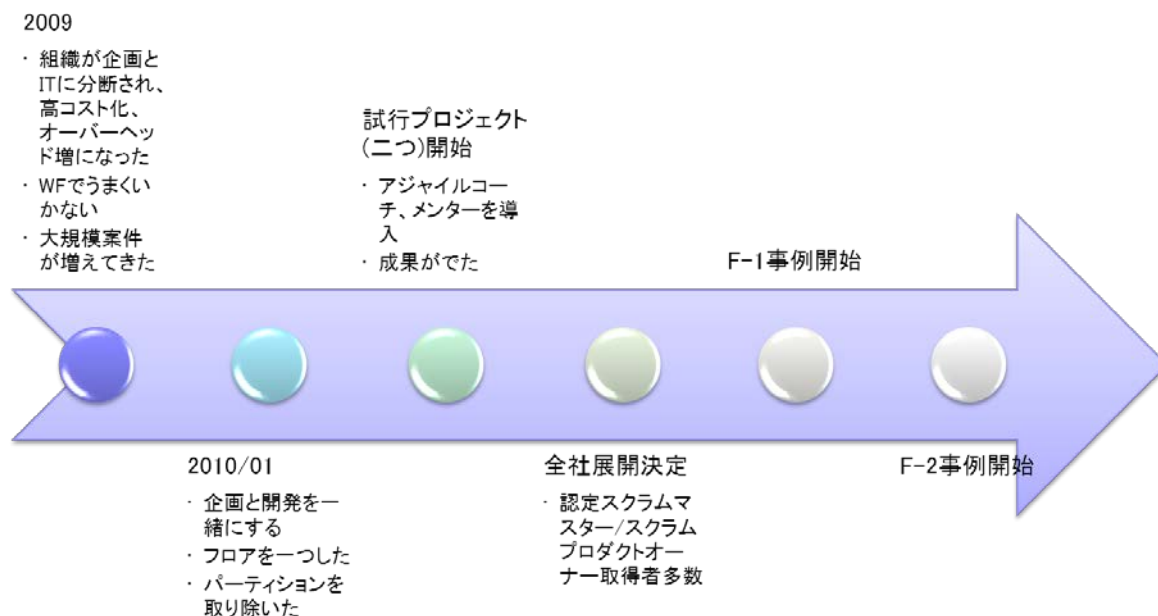 2009
・ 組織が企画と
ITに分断され、
高コスト化、
オーバーヘッ
ド増になった
・ WFでうまくい
かない
・ 大規模案件
が増えてきた
2010/01
・ 企画と開発を一
緒にする
・ フロアを一つした
・ パーティションを
取り除いた
試行プロジェクト
(二つ)開始
・ アジャイルコー
チ、メンターを導
入
・ 成果がでた
全社展開決定
・ 認定スクラムマ
スター/スクラム
プロダクトオー
ナー取得者多数
F-1事例開始
F-2事例開始